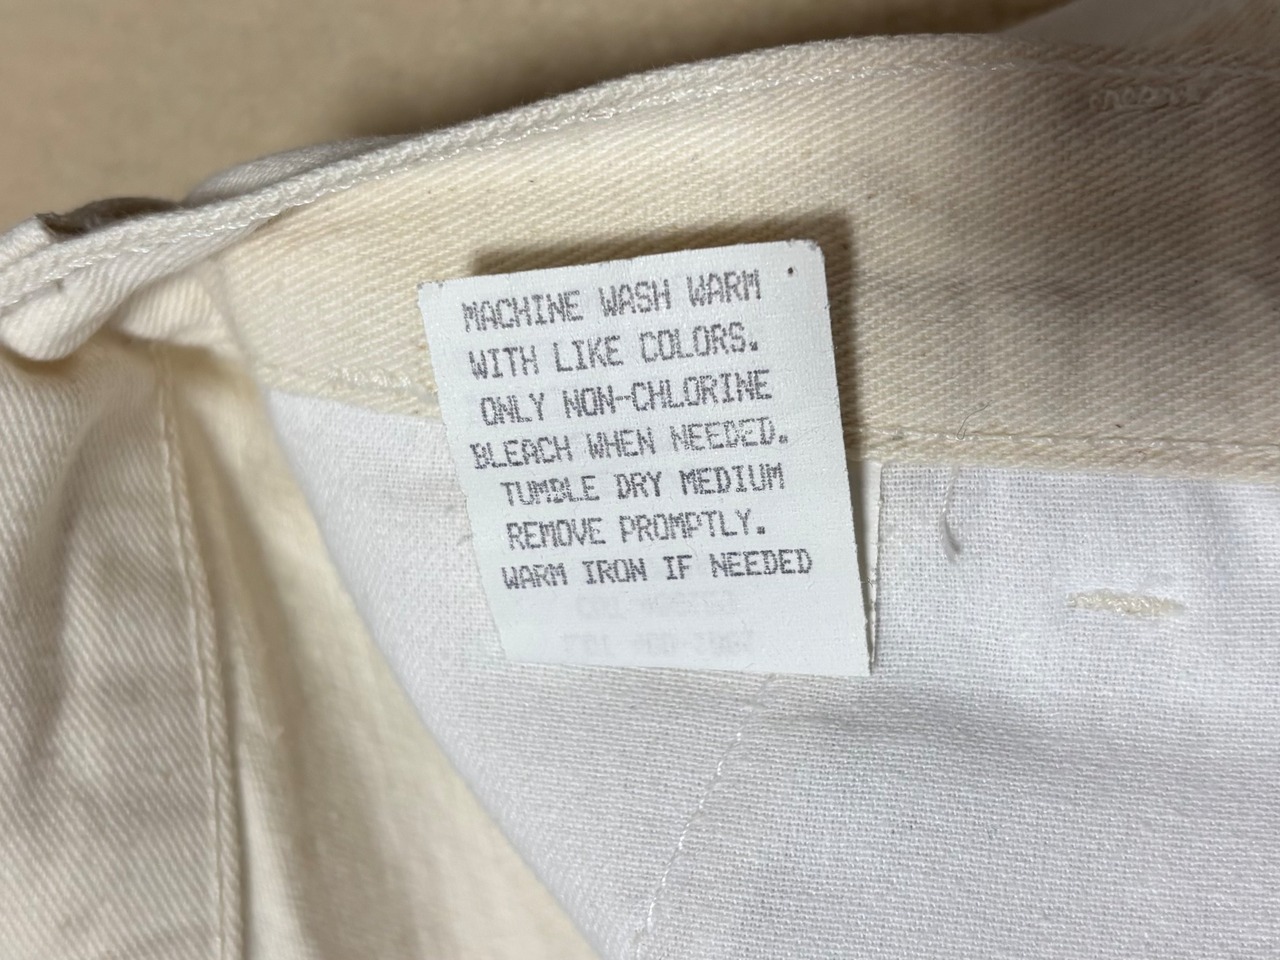 MACHINE WASH WARM
WITH LIKE COLORS.
ONLY NON-CHLORINE
BLEACH WHEN NEEDED.
TUMBLE DRY MEDIUM
REMOVE PROMPTLY.
WARM IRON IF NEEDED